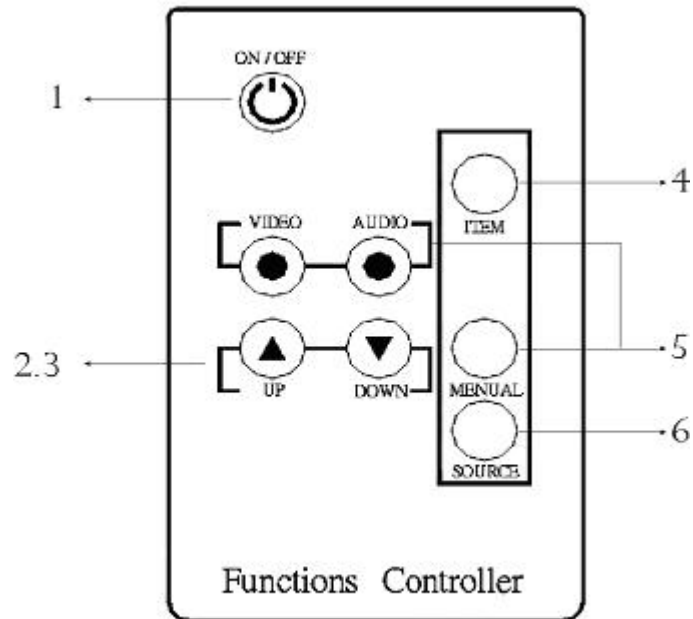 ON / OFF
1
4
ITEM
VIDEO AUDIO
2.3
UP DOWN
5
MENUAL
6
SOURCE
Functions Controller